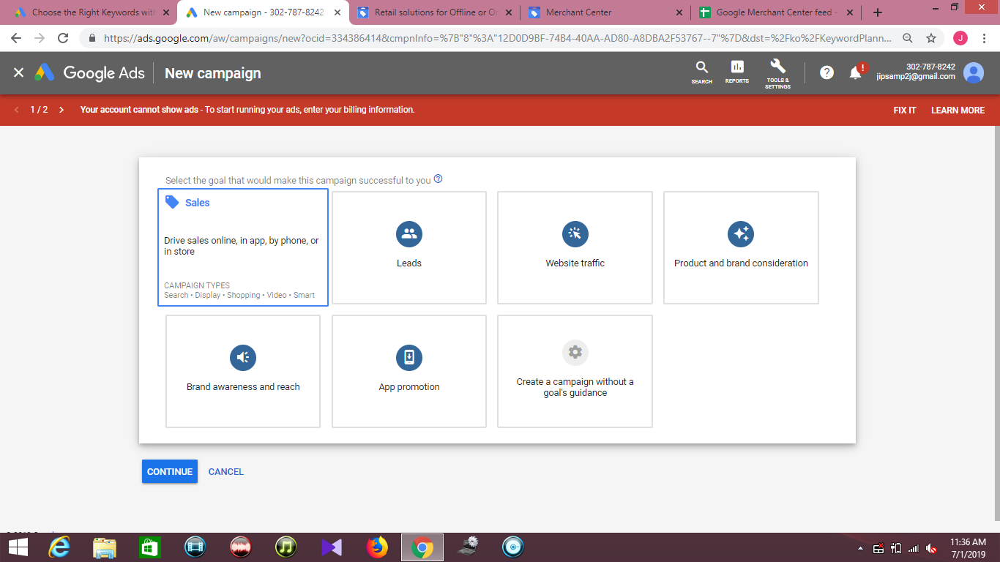 Choose the Right Keywords with
New campaign - 302-787-8242
Retail solutions for Offline or On
Merchant Center
Google Merchant Center feed -
https://ads.google.com/aw/campaigns/new?ocid=334386414&cmpnInfo=%7B"8"%3A"12D0D9BF-74B4-40AA-AD80-A8DBA2F53767--7"%7D&dst=%2Fko%2FKeywordPlann...
J
Google Ads
New campaign
SEARCH
REPORTS
TOOLS &
SETTINGS
?
!
302-787-8242
jipsamp2j@gmail.com
1 / 2
Your account cannot show ads - To start running your ads, enter your billing information.
FIX IT
LEARN MORE
Select the goal that would make this campaign successful to you ?
Sales
Drive sales online, in app, by phone, or
in store
CAMPAIGN TYPES
Search • Display • Shopping • Video • Smart
Leads
Website traffic
Product and brand consideration
Brand awareness and reach
App promotion
Create a campaign without a
goal's guidance
CONTINUE
CANCEL
11:36 AM
7/1/2019